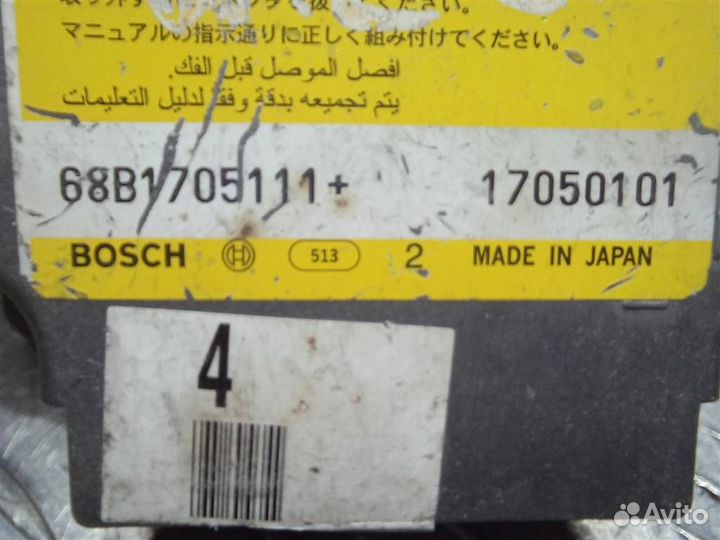 マニュアルの指示通りに正しく組み付けてください。
افصل الموصل قبل الفك.
يتم تجميعه بدقة وفقا لدليل التعليمات
68B1705111+ 17050101
BOSCH 513 2 MADE IN JAPAN
4
Avito